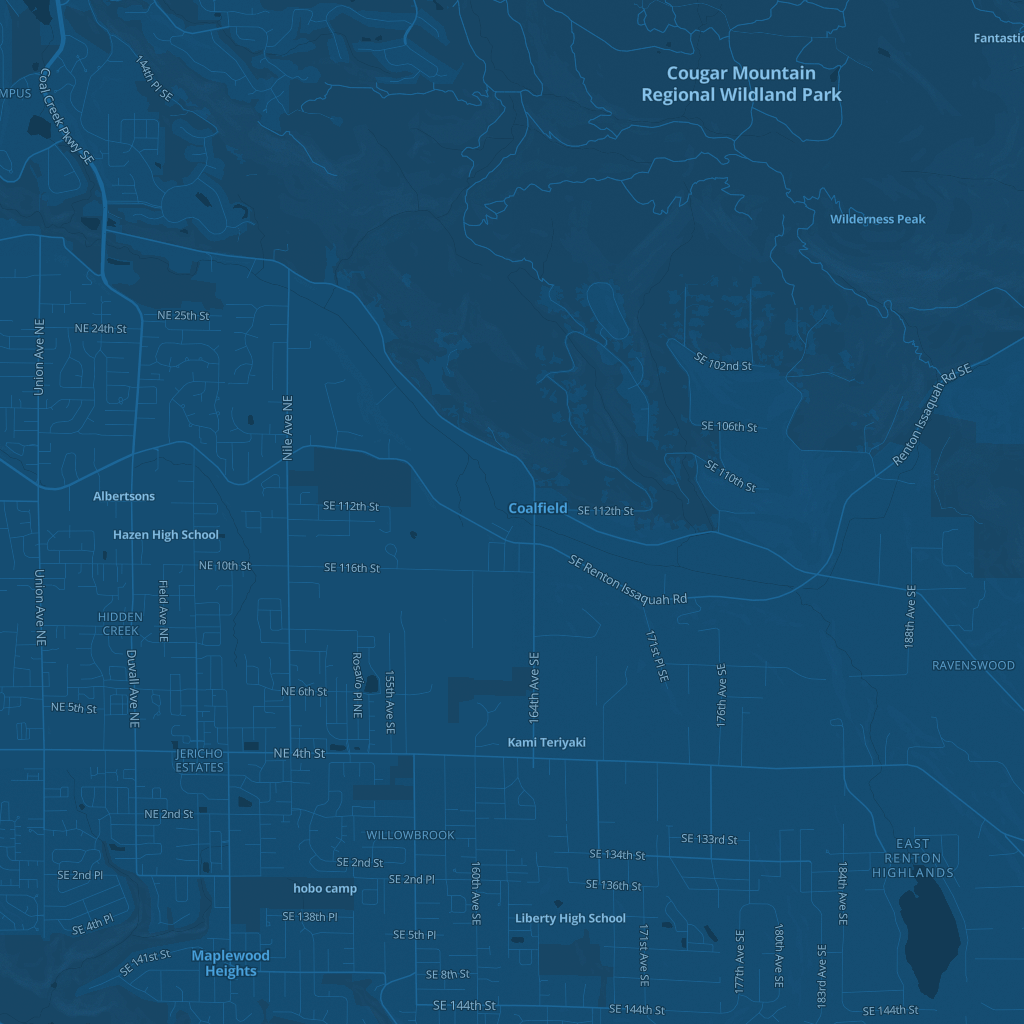 Fantastic
Cougar Mountain
Regional Wildland Park
144th Pl SE
MPUS
Coal Creek Pkwy SE
Wilderness Peak
NE 25th St
NE 24th St
Union Ave NE
SE 102nd St
Renton Issaquah Rd SE
Nile Ave NE
SE 106th St
SE 110th St
Albertsons
SE 112th St
Coalfield
SE 112th St
Hazen High School
NE 10th St
SE 116th St
SE Renton Issaquah Rd
Union Ave NE
Field Ave NE
188th Ave SE
HIDDEN
CREEK
171st Pl SE
RAVENSWOOD
Duvall Ave NE
Rosario Pl NE
155th Ave SE
164th Ave SE
176th Ave SE
NE 6th St
NE 5th St
Kami Teriyaki
JERICHO
ESTATES
NE 4th St
NE 2nd St
WILLOWBROOK
SE 133rd St
SE 134th St
EAST
RENTON
HIGHLANDS
SE 2nd St
SE 2nd Pl
SE 2nd Pl
160th Ave SE
SE 136th St
184th Ave SE
hobo camp
SE 138th Pl
Liberty High School
SE 4th Pl
SE 5th Pl
171st Ave SE
177th Ave SE
180th Ave SE
183rd Ave SE
SE 141st St
Maplewood
Heights
SE 8th St
SE 144th St
SE 144th St
SE 144th St